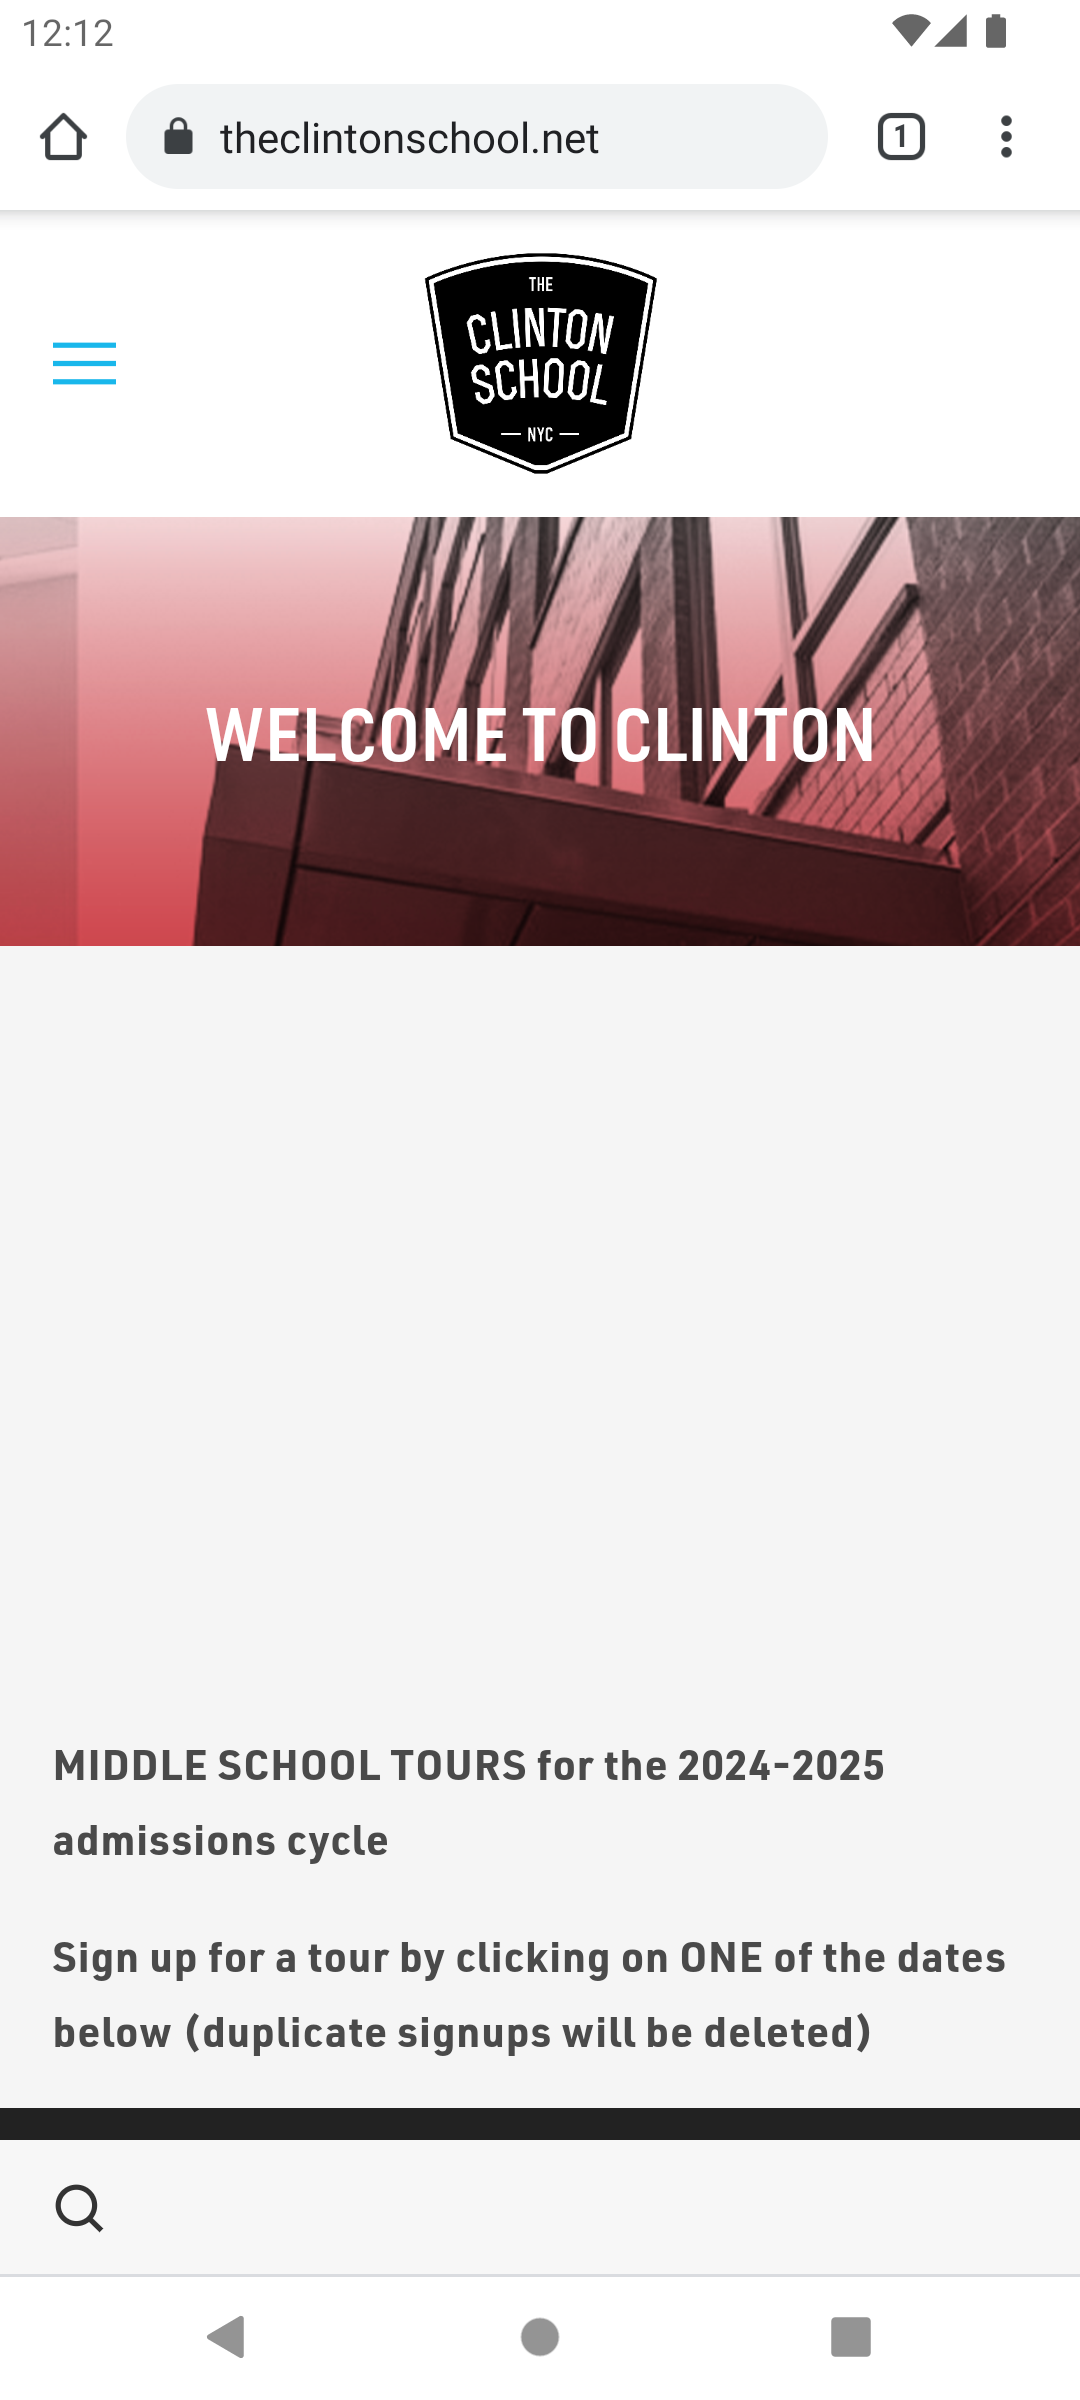 12:12
theclintonschool.net
1
THE
CLINTON
SCHOOL
NYC
WELCOME TO CLINTON
MIDDLE SCHOOL TOURS for the 2024-2025
admissions cycle
Sign up for a tour by clicking on ONE of the dates
below (duplicate signups will be deleted)